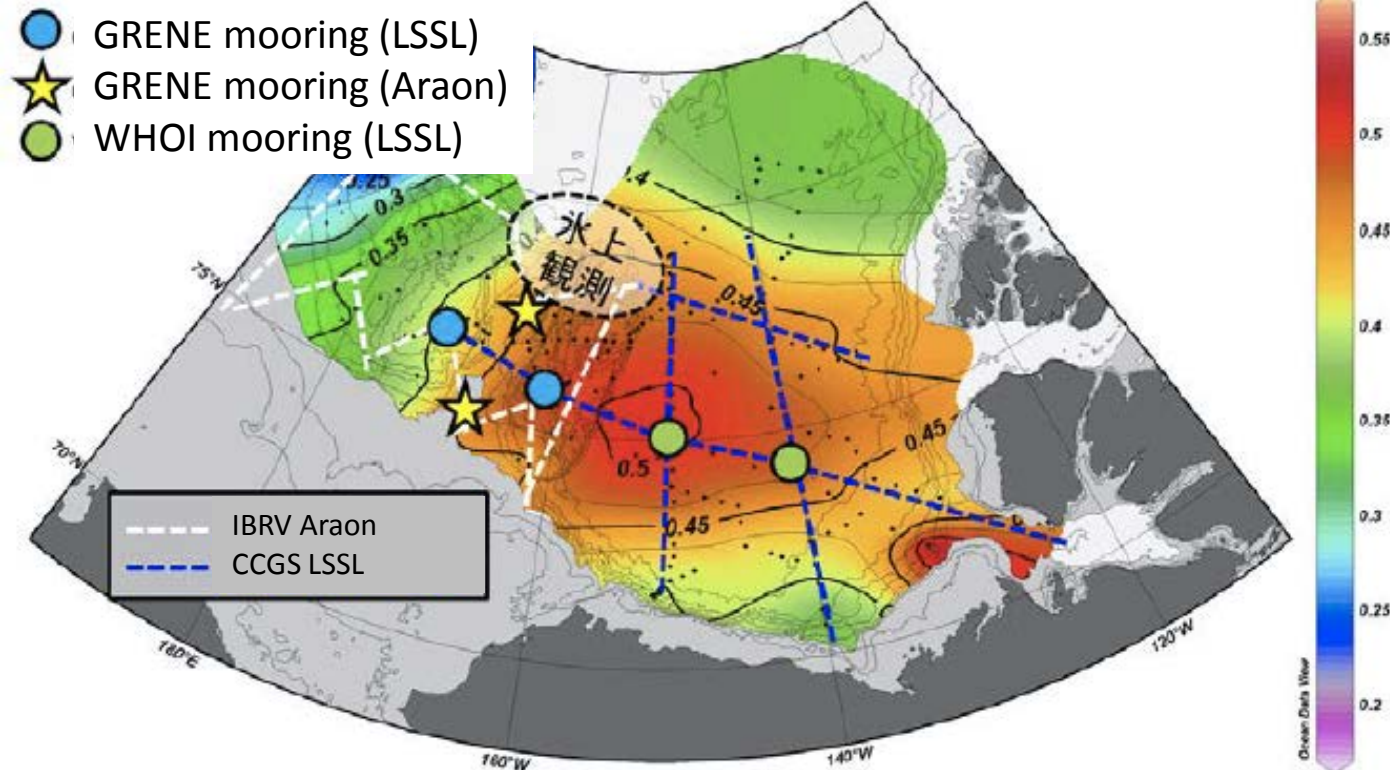 GRENE mooring (LSSL)
GRENE mooring (Araon)
WHOI mooring (LSSL)
0.25
0.3
0.35
0.4
氷上
観測
0.45
0.5
0.45
0.45
75°N
70°N
IBRV Araon
CCGS LSSL
180°E
160°W
140°W
120°W
0.55
0.5
0.45
0.4
0.35
0.3
0.25
0.2
Ocean Data View